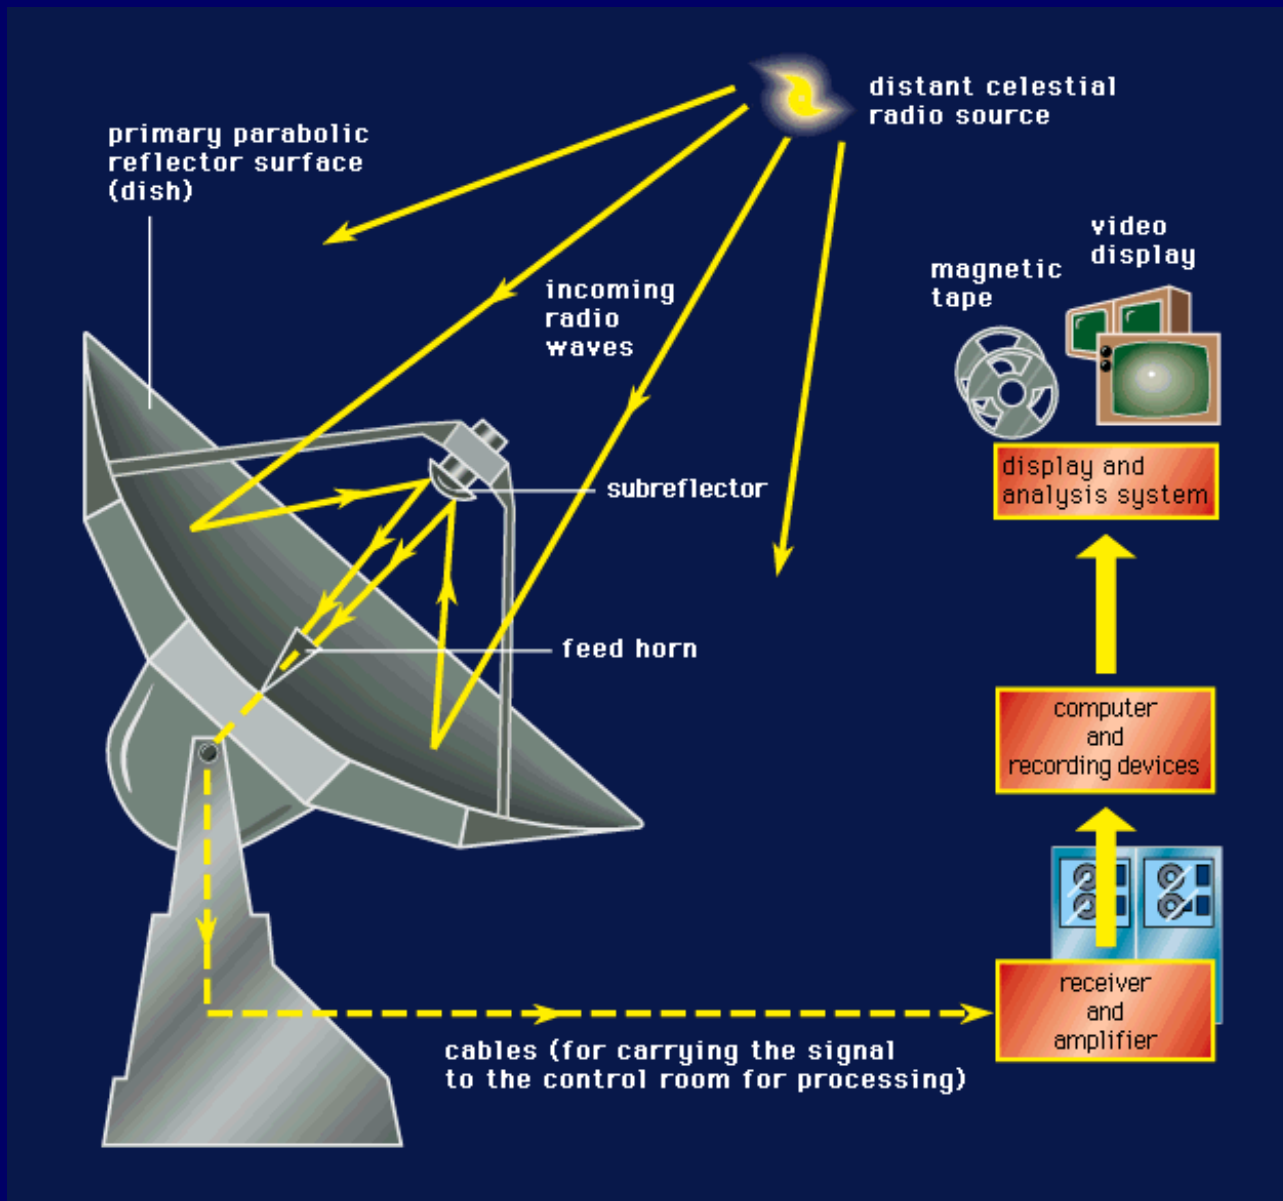 distant celestial
radio source
primary parabolic
reflector surface
(dish)
incoming
radio
waves
magnetic
tape
video
display
subreflector
feed horn
display and
analysis system
computer
and
recording devices
receiver
and
amplifier
cables (for carrying the signal
to the control room for processing)